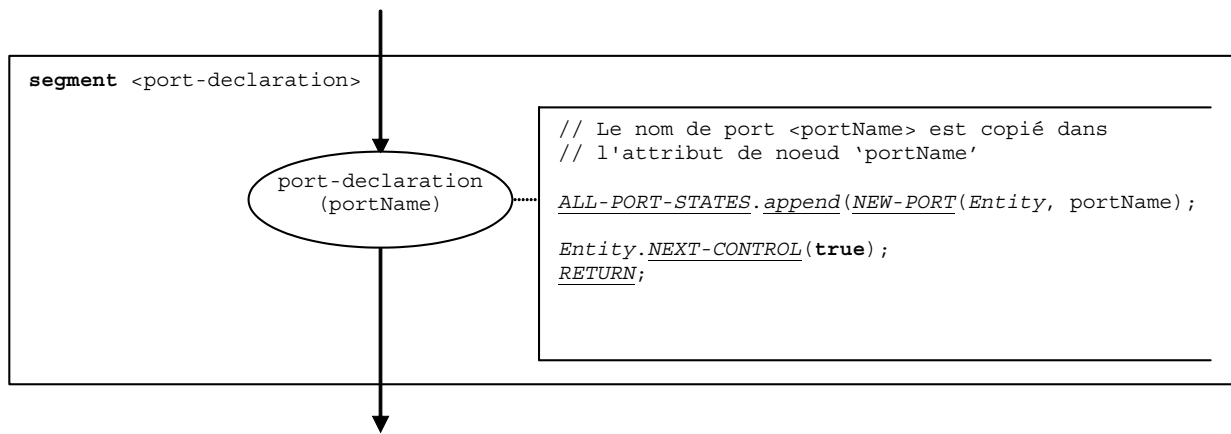 segment <port-declaration>
port-declaration
(portName)
// Le nom de port <portName> est copié dans
// l'attribut de noeud ‘portName’
ALL-PORT-STATES.append(NEW-PORT(Entity, portName);
Entity.NEXT-CONTROL(true);
RETURN;